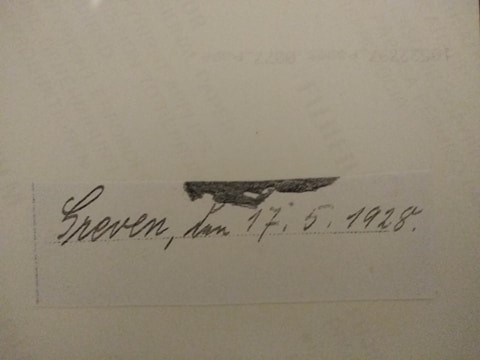 Greven, den 17. 5. 1928.